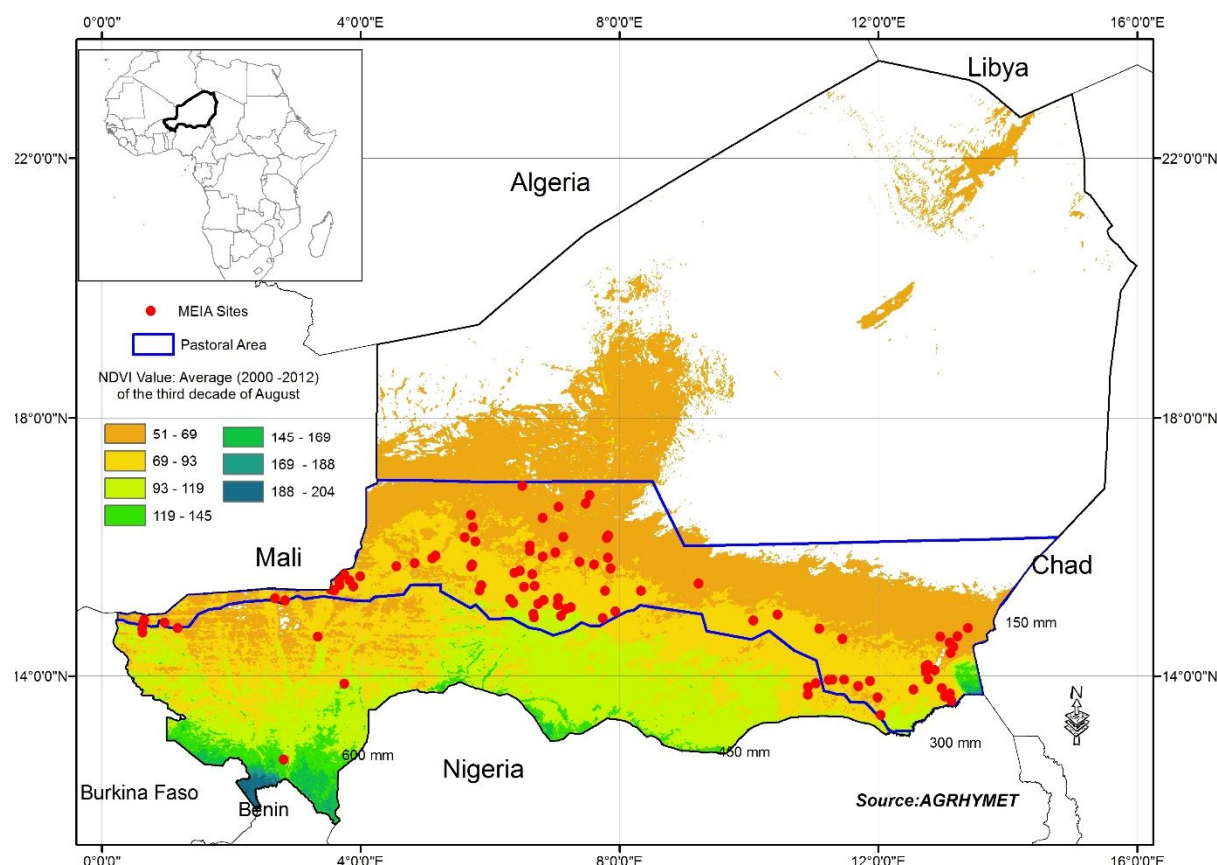 0°0'0"E 4°0'0"E 8°0'0"E 12°0'0"E 16°0'0"E
Libya
22°0'0"N 22°0'0"N
Algeria
MEIA Sites
Pastoral Area
NDVI Value: Average (2000 -2012)
of the third decade of August
18°0'0"N 18°0'0"N
51 - 69 145 - 169
69 - 93 169 - 188
93 - 119 188 - 204
119 - 145
Mali
Chad
150 mm
14°0'0"N 14°0'0"N
N
300 mm
450 mm
600 mm
Nigeria
Burkina Faso
Benin
Source:AGRHYMET
0°0'0"E 4°0'0"E 8°0'0"E 12°0'0"E 16°0'0"E